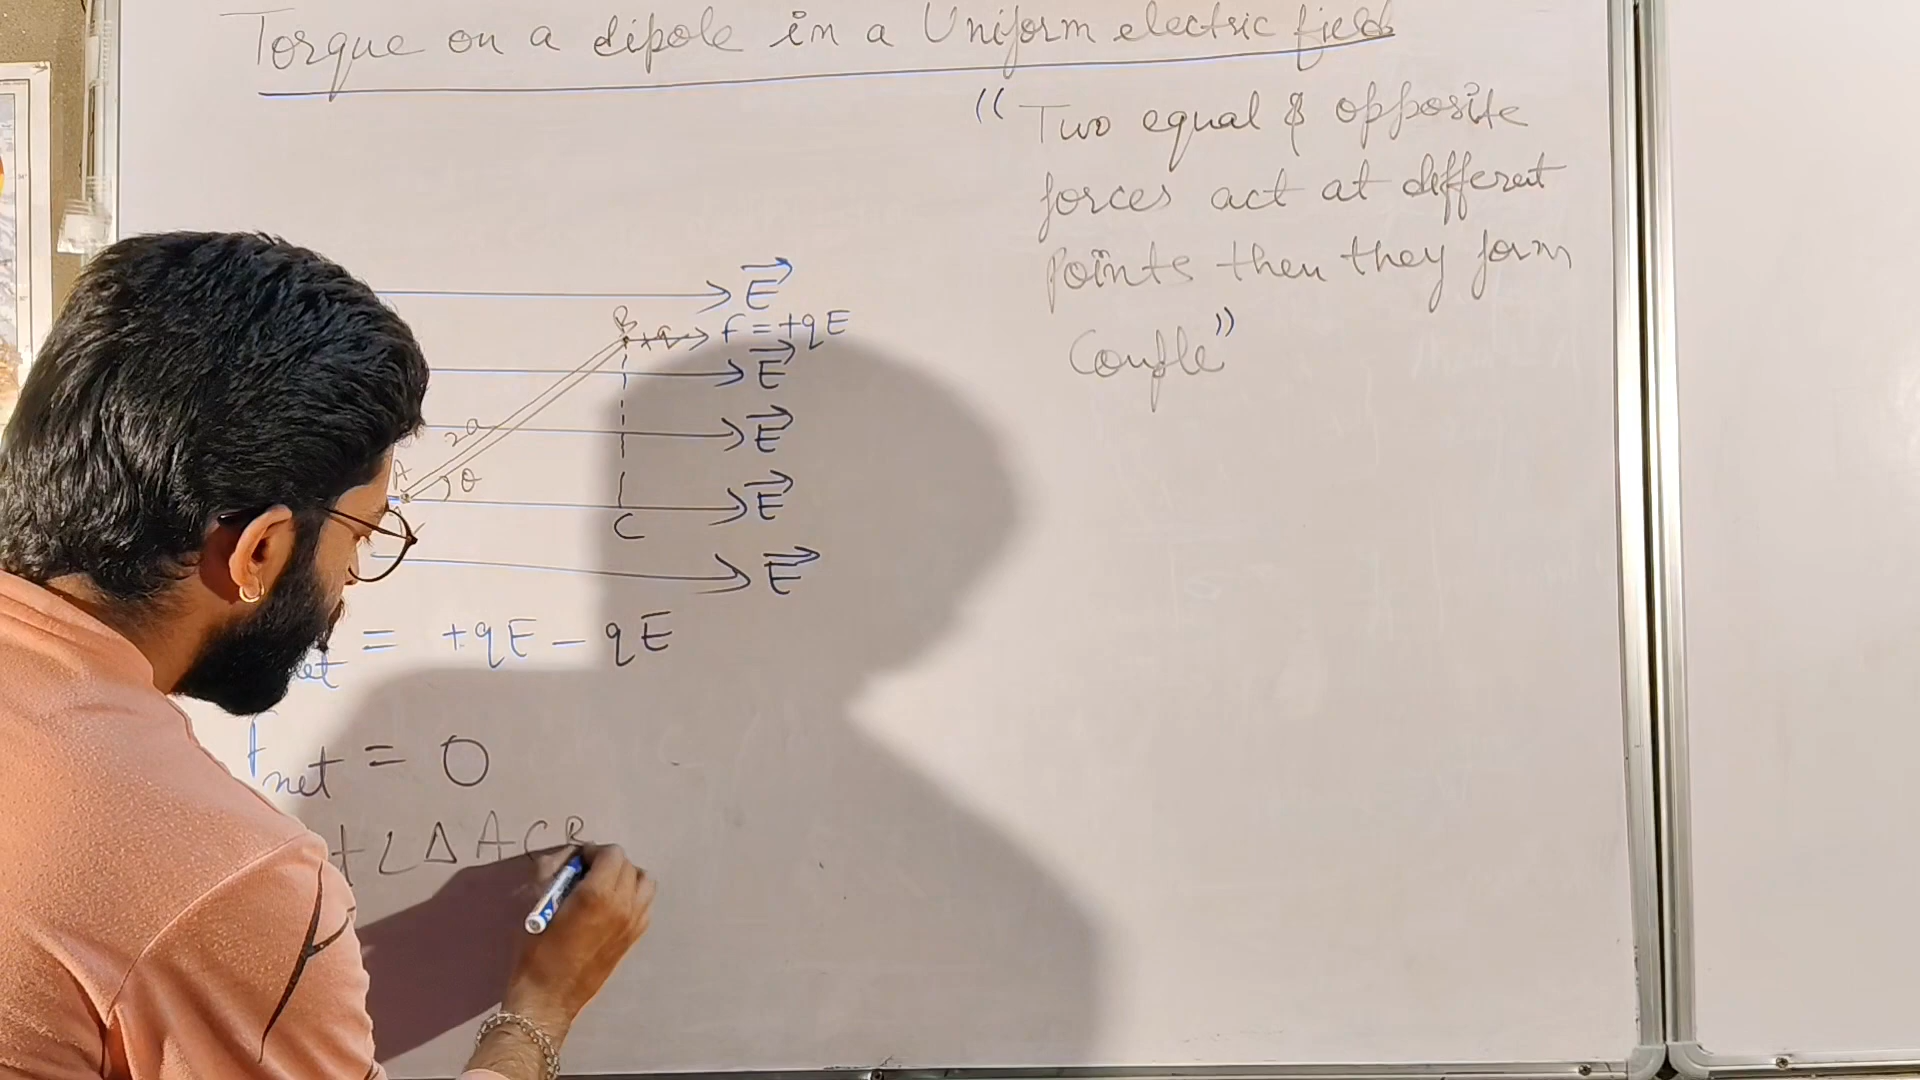 Torque on a dipole in a Uniform electric field
"Two equal & opposite
forces act at different
points then they form
Couple"
E
B +q F = +qE
E
2a E
A θ E
C
E
net = +qE - qE
Fnet = 0
∠ Δ ACB